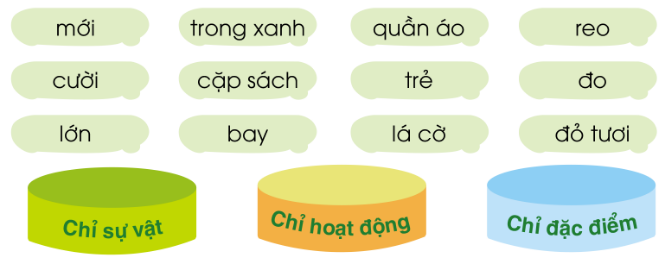 mới trong xanh quần áo reo
cười cặp sách trẻ đo
lớn bay lá cờ đỏ tươi
Chỉ sự vật Chỉ hoạt động Chỉ đặc điểm